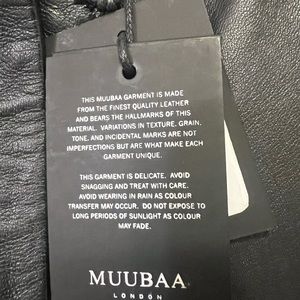 THIS MUUBAA GARMENT IS MADE
FROM THE FINEST QUALITY LEATHER
AND BEARS THE HALLMARKS OF THIS
MATERIAL. VARIATIONS IN TEXTURE, GRAIN,
TONE, AND INCIDENTAL MARKS ARE NOT
IMPERFECTIONS BUT ARE WHAT MAKE EACH
GARMENT UNIQUE.
THIS GARMENT IS DELICATE. AVOID
SNAGGING AND TREAT WITH CARE.
AVOID WEARING IN RAIN AS COLOUR
TRANSFER MAY OCCUR. DO NOT EXPOSE TO
LONG PERIODS OF SUNLIGHT AS COLOUR
MAY FADE.
MUUBAA
LONDON